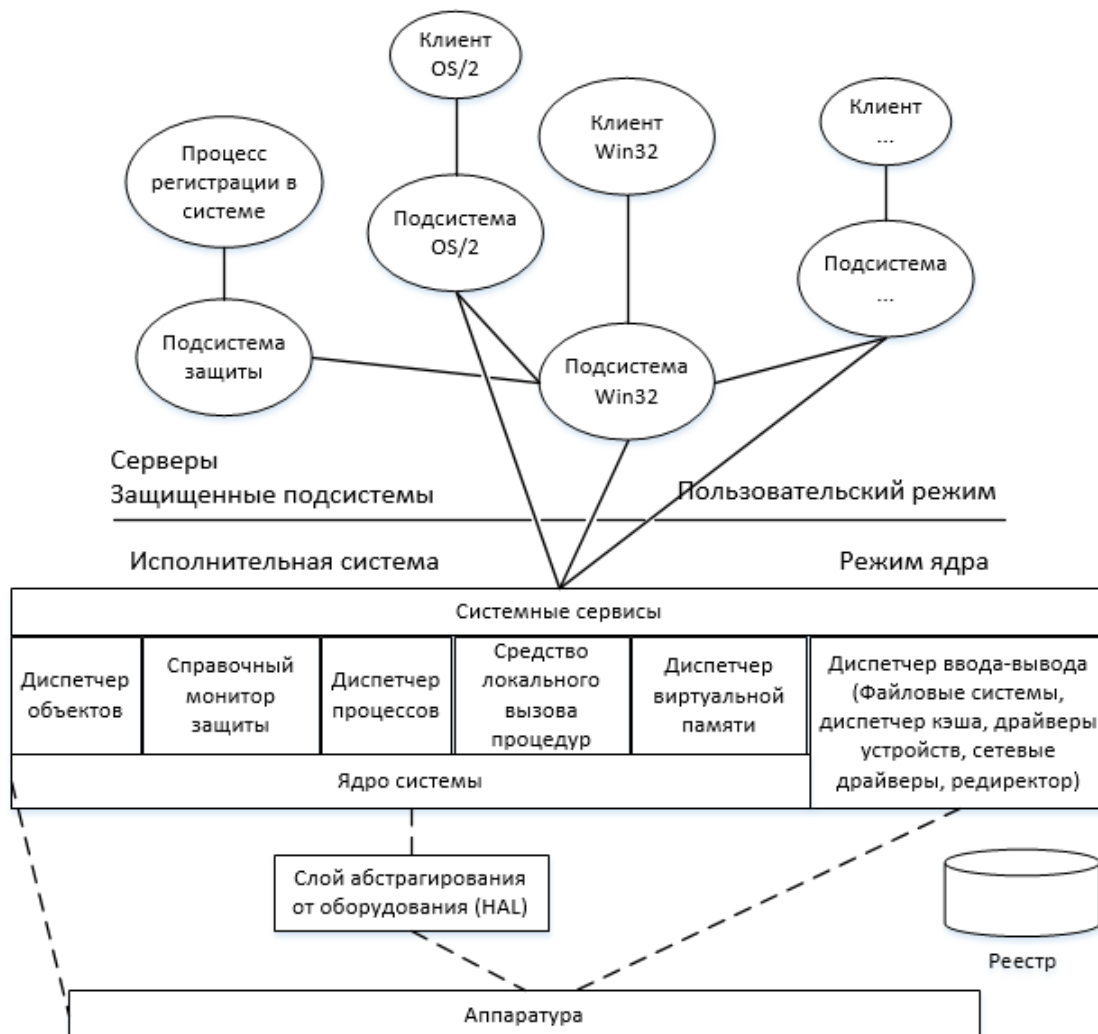 Клиент
OS/2
Клиент
Win32
Клиент
...
Процесс
регистрации в
системе
Подсистема
OS/2
Подсистема
...
Подсистема
защиты
Подсистема
Win32
Серверы
Защищенные подсистемы
Пользовательский режим
Исполнительная система
Режим ядра
Системные сервисы
Диспетчер
объектов
Справочный
монитор
защиты
Диспетчер
процессов
Средство
локального
вызова
процедур
Диспетчер
виртуальной
памяти
Диспетчер ввода-вывода
(Файловые системы,
диспетчер кэша, драйверы
устройств, сетевые
драйверы, редиректор)
Ядро системы
Слой абстрагирования
от оборудования (HAL)
Реестр
Аппаратура